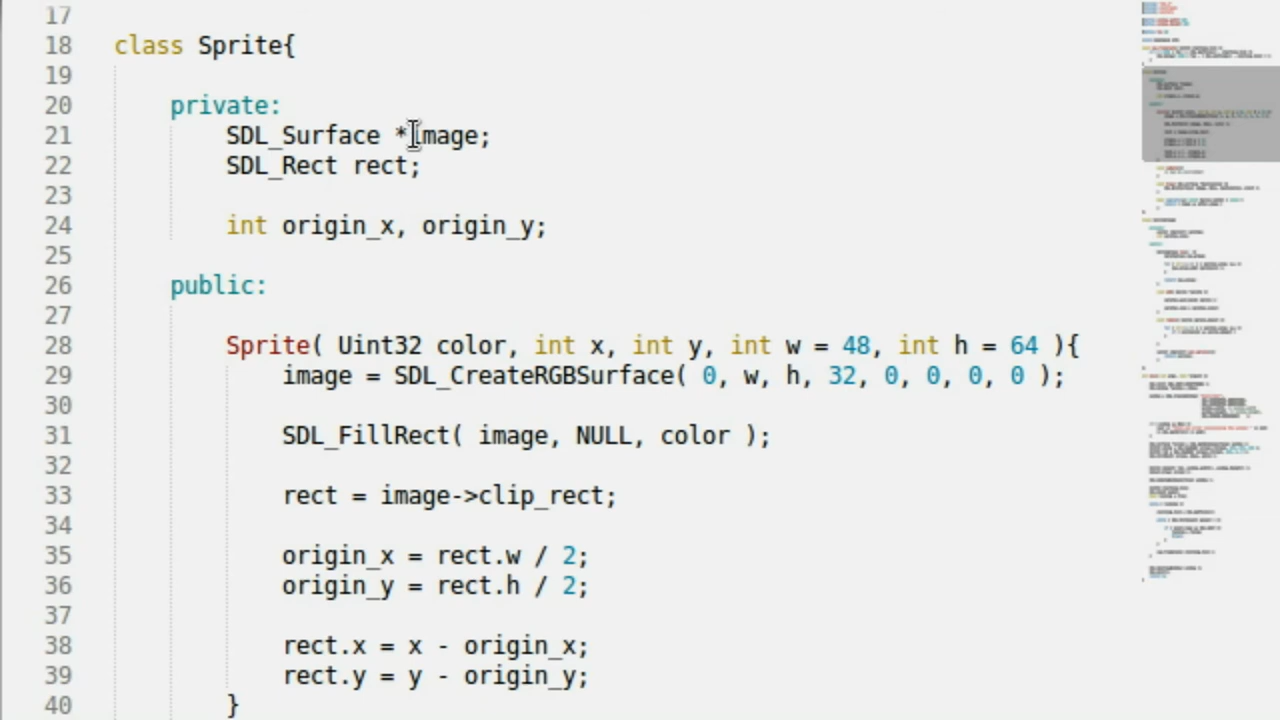 17
18 class Sprite{
19
20 private:
21 SDL_Surface *image;
22 SDL_Rect rect;
23
24 int origin_x, origin_y;
25
26 public:
27
28 Sprite( Uint32 color, int x, int y, int w = 48, int h = 64 ){
29 image = SDL_CreateRGBSurface( 0, w, h, 32, 0, 0, 0, 0 );
30
31 SDL_FillRect( image, NULL, color );
32
33 rect = image->clip_rect;
34
35 origin_x = rect.w / 2;
36 origin_y = rect.h / 2;
37
38 rect.x = x - origin_x;
39 rect.y = y - origin_y;
40 }